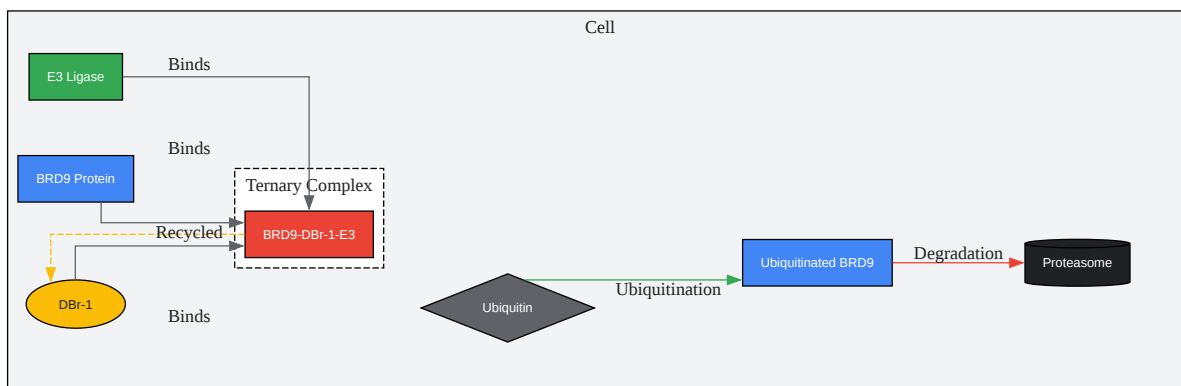 Cell
E3 Ligase
Binds
Binds
BRD9 Protein
Ternary Complex
Recycled
BRD9-DBr-1-E3
DBr-1
Binds
Ubiquitin
Ubiquitination
Ubiquitinated BRD9
Degradation
Proteasome